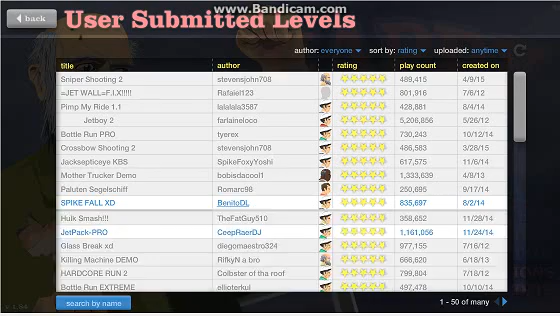 www.Bandicam.com
back
User Submitted Levels
author: everyone sort by: rating uploaded: anytime
title author rating play count created on
Sniper Shooting 2 stevensjohn708 489,415 4/9/15
=JET WALL=F.I.X!!!!! Rafaiel123 801,916 7/6/12
Pimp My Ride 1.1 lalalala3587 428,881 8/4/14
Jetboy 2 farlaineloco 5,206,856 5/26/12
Bottle Run PRO tyerex 730,243 10/12/14
Crossbow Shooting 2 stevensjohn708 486,583 3/28/15
Jacksepticeye KBS SpikeFoxyYoshi 617,575 11/6/14
Mother Trucker Demo bobisdacool1 1,333,639 4/8/13
Paluten Segelschiff Romarc98 250,695 9/17/14
SPIKE FALL XD BenitoDL 835,697 8/2/14
Hulk Smash!!! TheFatGuy510 358,652 11/28/14
JetPack-PRO CeepRaerDJ 1,161,056 11/24/14
Glass Break xd diegomaestro324 977,155 7/16/12
Killing Machine DEMO RifkyN a bro 666,620 6/18/13
HARDCORE RUN 2 Colbster of tha roof 799,804 7/18/12
Bottle Run EXTREME ellioterkui 497,478 10/10/14
search by name 1 - 50 of many